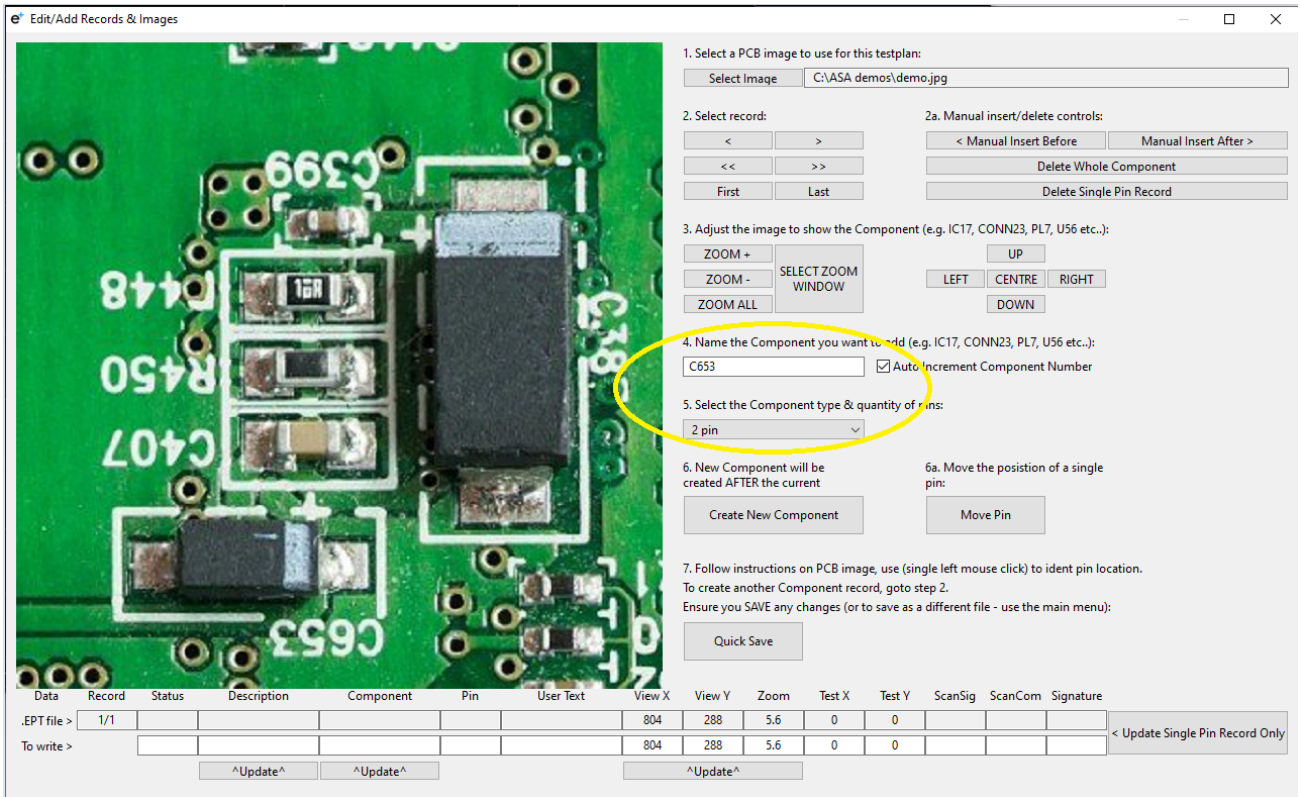 e+ Edit/Add Records & Images
C399
R448
1R
R450
C407
C38
C653
1. Select a PCB image to use for this testplan:
Select Image C:\ASA demos\demo.jpg
2. Select record:
< >
<< >>
First Last
2a. Manual insert/delete controls:
< Manual Insert Before Manual Insert After >
Delete Whole Component
Delete Single Pin Record
3. Adjust the image to show the Component (e.g. IC17, CONN23, PL7, U56 etc..):
ZOOM +
ZOOM -
ZOOM ALL
SELECT ZOOM
WINDOW
UP
LEFT CENTRE RIGHT
DOWN
4. Name the Component you want to add (e.g. IC17, CONN23, PL7, U56 etc..):
C653 Auto Increment Component Number
5. Select the Component type & quantity of pins:
2 pin
6. New Component will be
created AFTER the current
Create New Component
6a. Move the posistion of a single
pin:
Move Pin
7. Follow instructions on PCB image, use (single left mouse click) to ident pin location.
To create another Component record, goto step 2.
Ensure you SAVE any changes (or to save as a different file - use the main menu):
Quick Save
Data Record Status Description Component Pin User Text View X View Y Zoom Test X Test Y ScanSig ScanCom Signature
.EPT file > 1/1 804 288 5.6 0 0
To write > 804 288 5.6 0 0
< Update Single Pin Record Only
^Update^ ^Update^ ^Update^